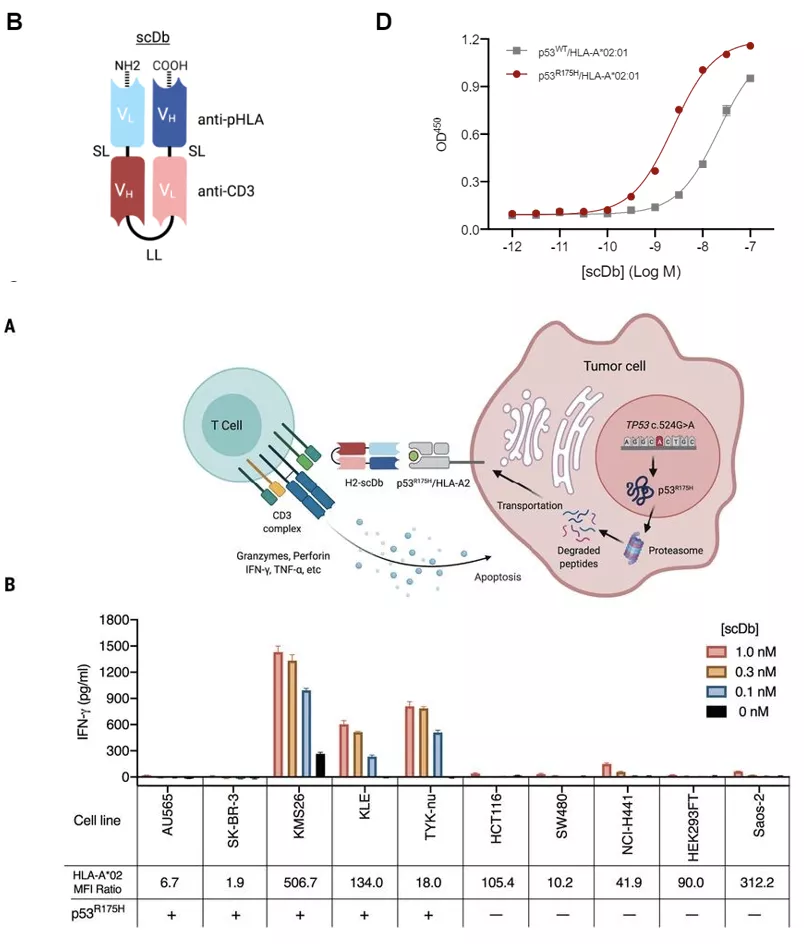 B
scDb
NH2 COOH
VL VH anti-pHLA
SL SL
VH VL anti-CD3
LL
D
1.2
0.9
0.6
0.3
0.0
OD450
p53WT/HLA-A*02:01
p53R175H/HLA-A*02:01
-12 -11 -10 -9 -8 -7
[scDb] (Log M)
A
Tumor cell
T Cell
TP53 c.524G>A
A G G C A C T G C
p53R175H
H2-scDb p53R175H/HLA-A2
CD3
complex
Transportation
Degraded
peptides
Proteasome
Granzymes, Perforin
IFN-γ, TNF-α, etc
Apoptosis
B
1800
1500
1200
900
600
300
0
IFN-γ (pg/ml)
[scDb]
1.0 nM
0.3 nM
0.1 nM
0 nM
Cell line AU565 SK-BR-3 KMS26 KLE TYK-nu HCT116 SW480 NCI-H441 HEK293FT Saos-2
HLA-A*02
MFI Ratio 6.7 1.9 506.7 134.0 18.0 105.4 10.2 41.9 90.0 312.2
p53R175H + + + + + — — — — —